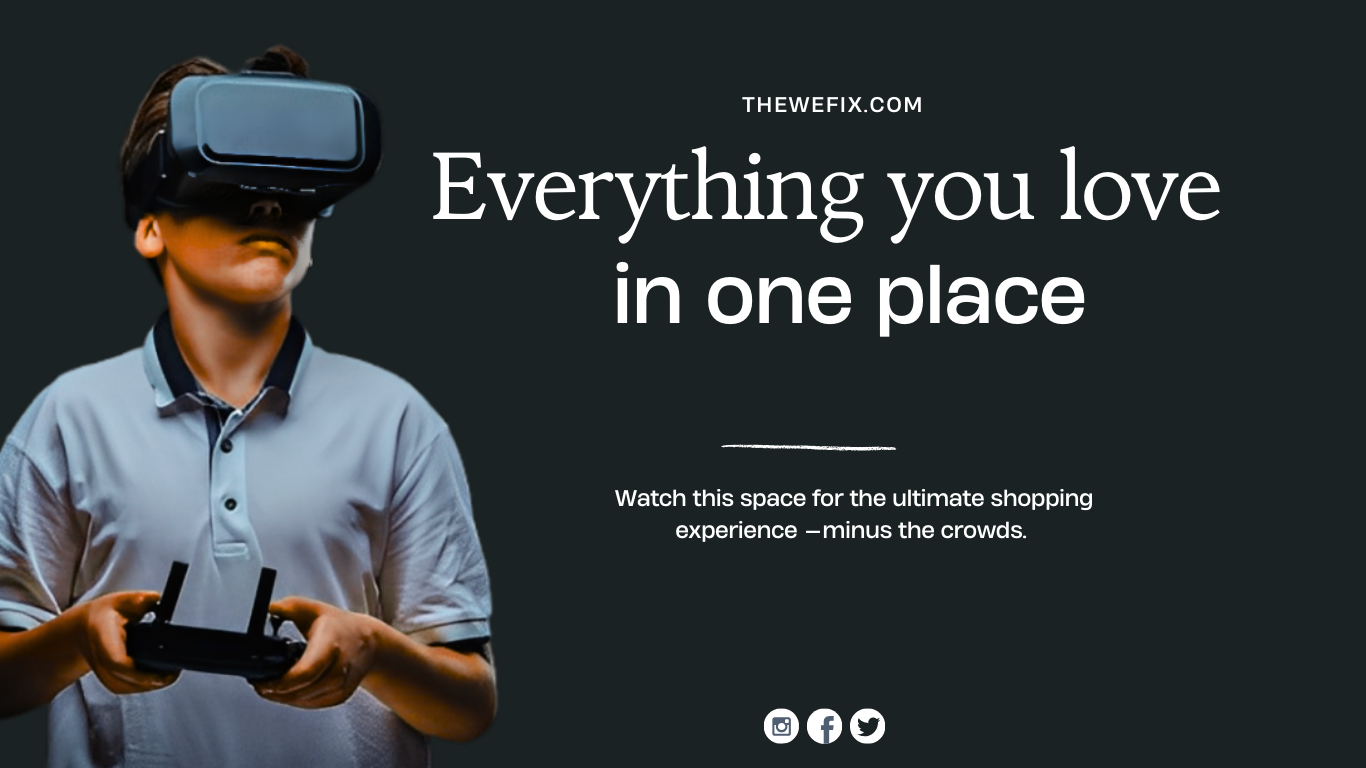 THEWEFIX.COM
Everything you love
in one place
Watch this space for the ultimate shopping
experience —minus the crowds.